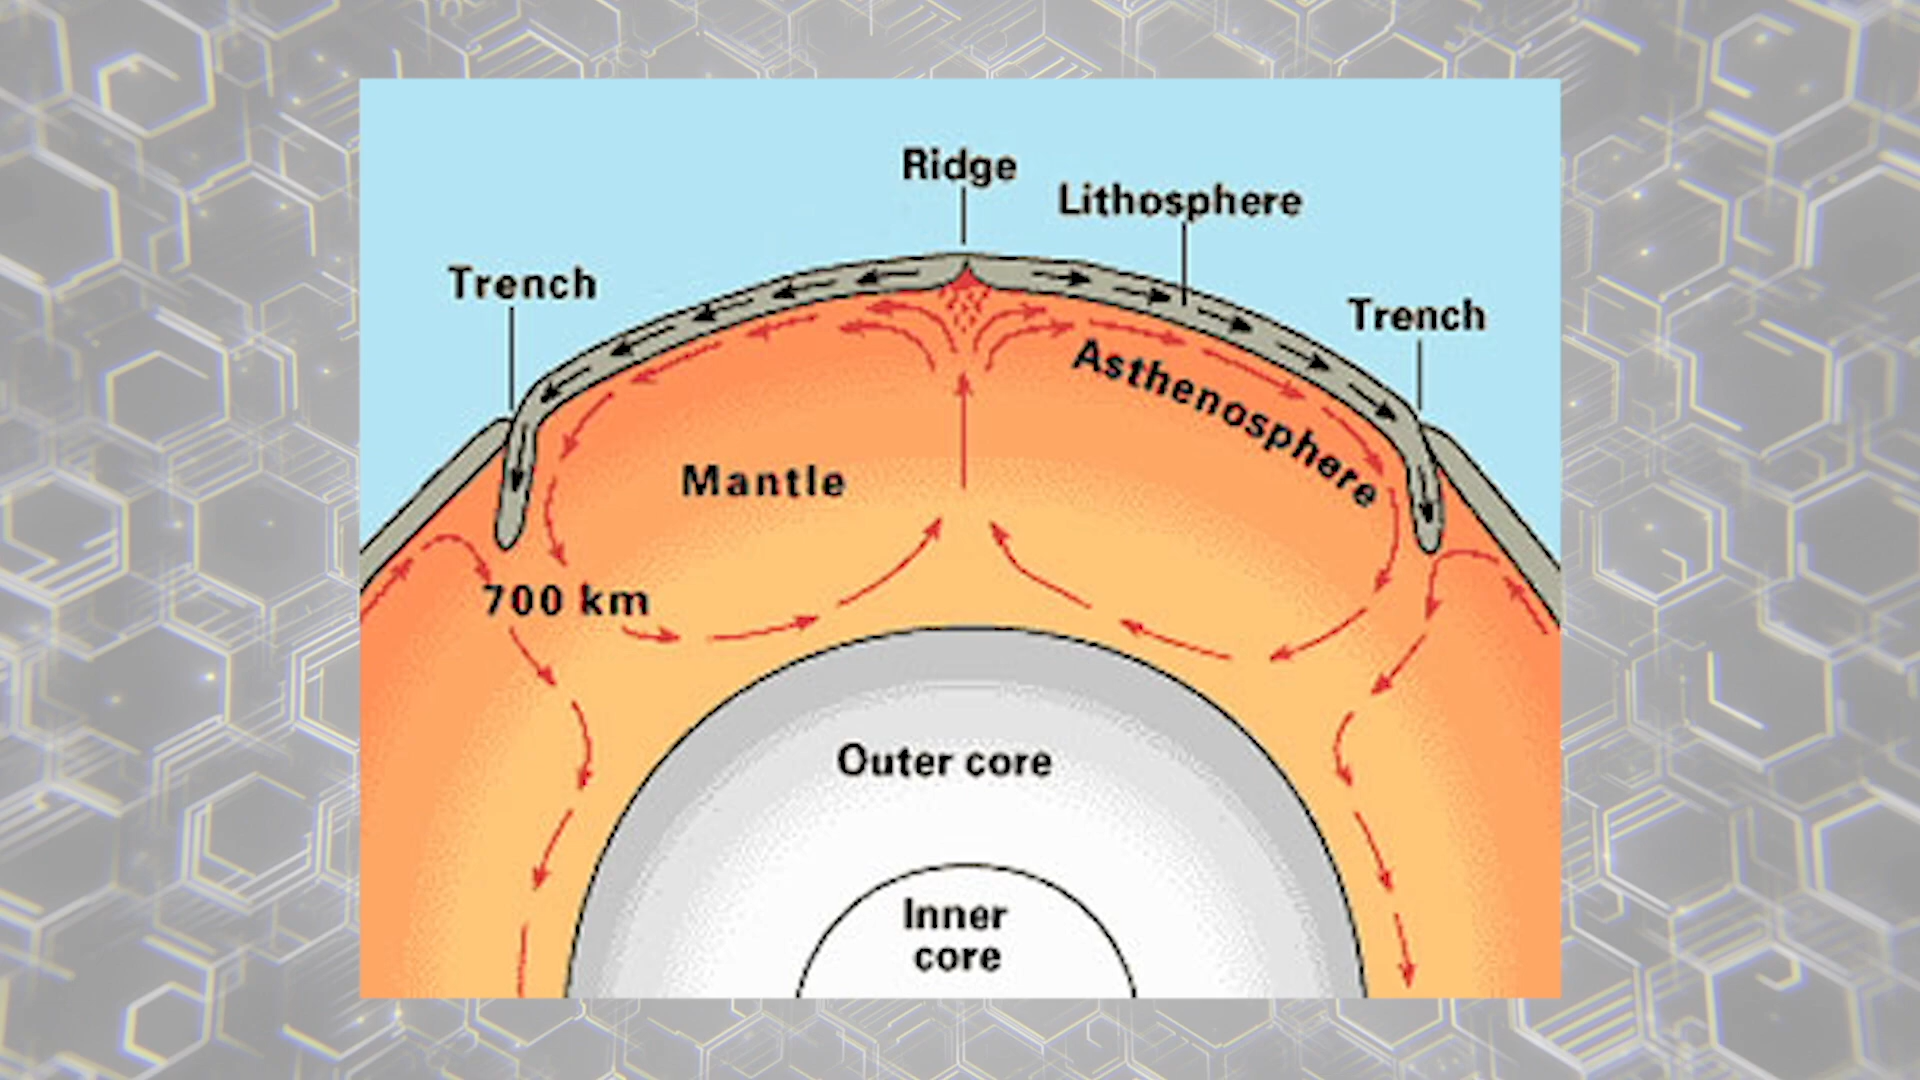 Ridge
Lithosphere
Trench
Trench
Asthenosphere
Mantle
700 km
Outer core
Inner
core